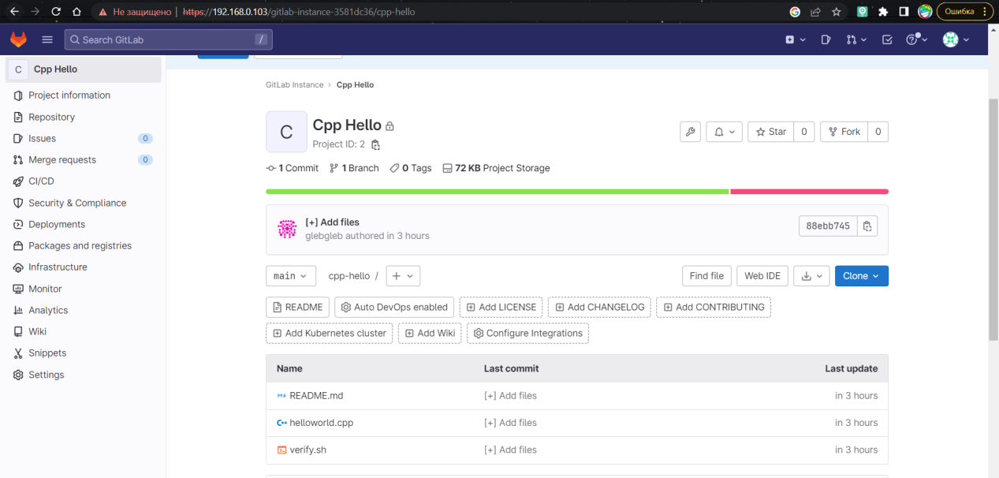 Не защищено https://192.168.0.103/gitlab-instance-3581dc36/cpp-hello Ошибка
Search GitLab /
C Cpp Hello
Project information
Repository
Issues 0
Merge requests 0
CI/CD
Security & Compliance
Deployments
Packages and registries
Infrastructure
Monitor
Analytics
Wiki
Snippets
Settings
GitLab Instance › Cpp Hello
C
Cpp Hello
Project ID: 2
Star 0 Fork 0
1 Commit 1 Branch 0 Tags 72 KB Project Storage
[+] Add files
glebgleb authored in 3 hours
88ebb745
main cpp-hello / + Find file Web IDE Clone
README Auto DevOps enabled Add LICENSE Add CHANGELOG Add CONTRIBUTING
Add Kubernetes cluster Add Wiki Configure Integrations
Name Last commit Last update
README.md [+] Add files in 3 hours
C++ helloworld.cpp [+] Add files in 3 hours
verify.sh [+] Add files in 3 hours